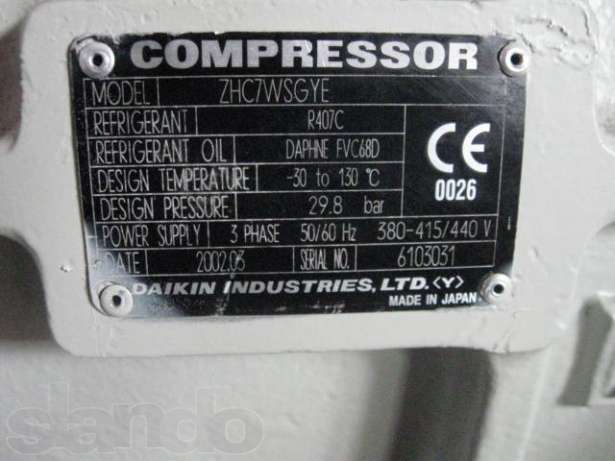 COMPRESSOR
MODEL ZHC7WSGYE
REFRIGERANT R407C
REFRIGERANT OIL DAPHNE FVC68D
DESIGN TEMPERATURE -30 to 130 °C
DESIGN PRESSURE 29.8 bar
CE
0026
POWER SUPPLY 3 PHASE 50/60 Hz 380-415/440 V
DATE 2002.03 SERIAL NO. 6103031
DAIKIN INDUSTRIES, LTD. <Y>
MADE IN JAPAN
slando